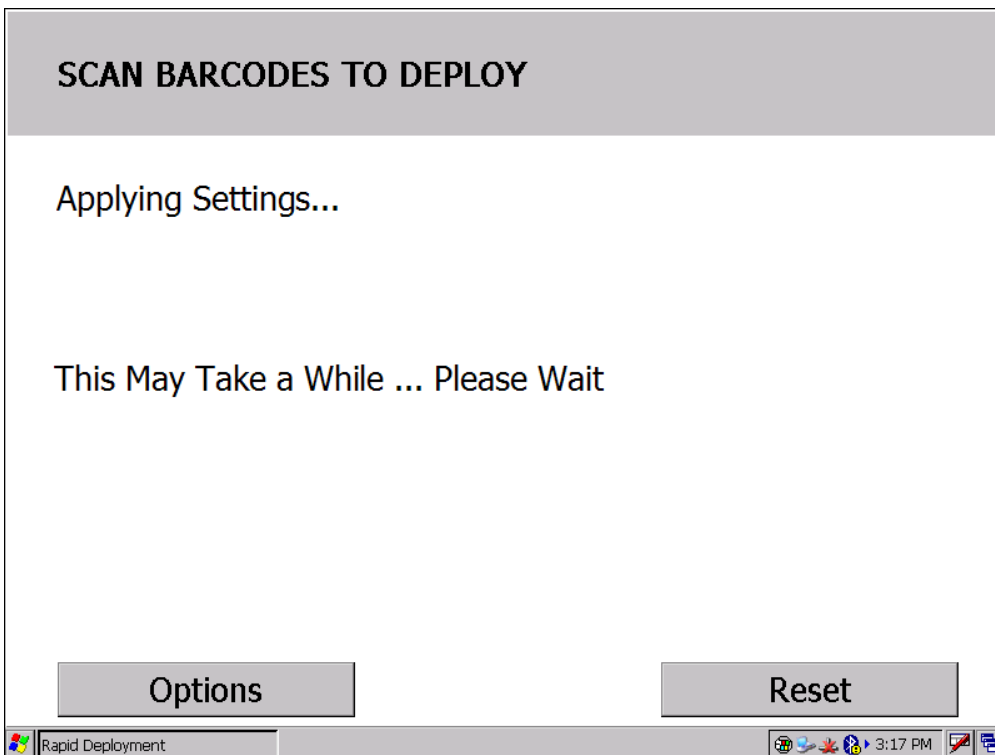 SCAN BARCODES TO DEPLOY
Applying Settings...
This May Take a While ... Please Wait
Options
Reset
Rapid Deployment
3:17 PM